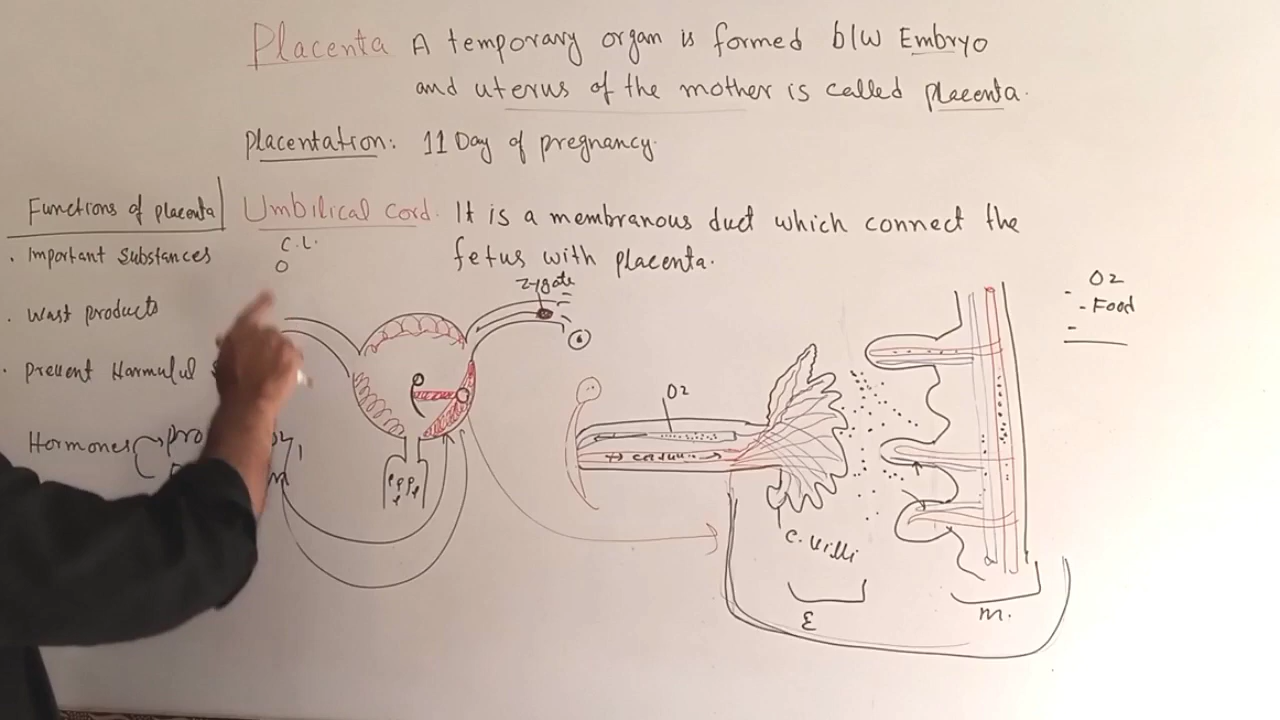 Placenta A temporary organ is formed b/w Embryo
and uterus of the mother is called placenta.
Placentation: 11 Day of pregnancy.
Functions of placenta
Umbilical cord. It is a membranous duct which connect the
fetus with placenta.
. Important Substances
. Wast products
. Prevent Harmful
Hormones
C.L.
Zygate
O2
C. villi
E
m.
- O2
- Food
-